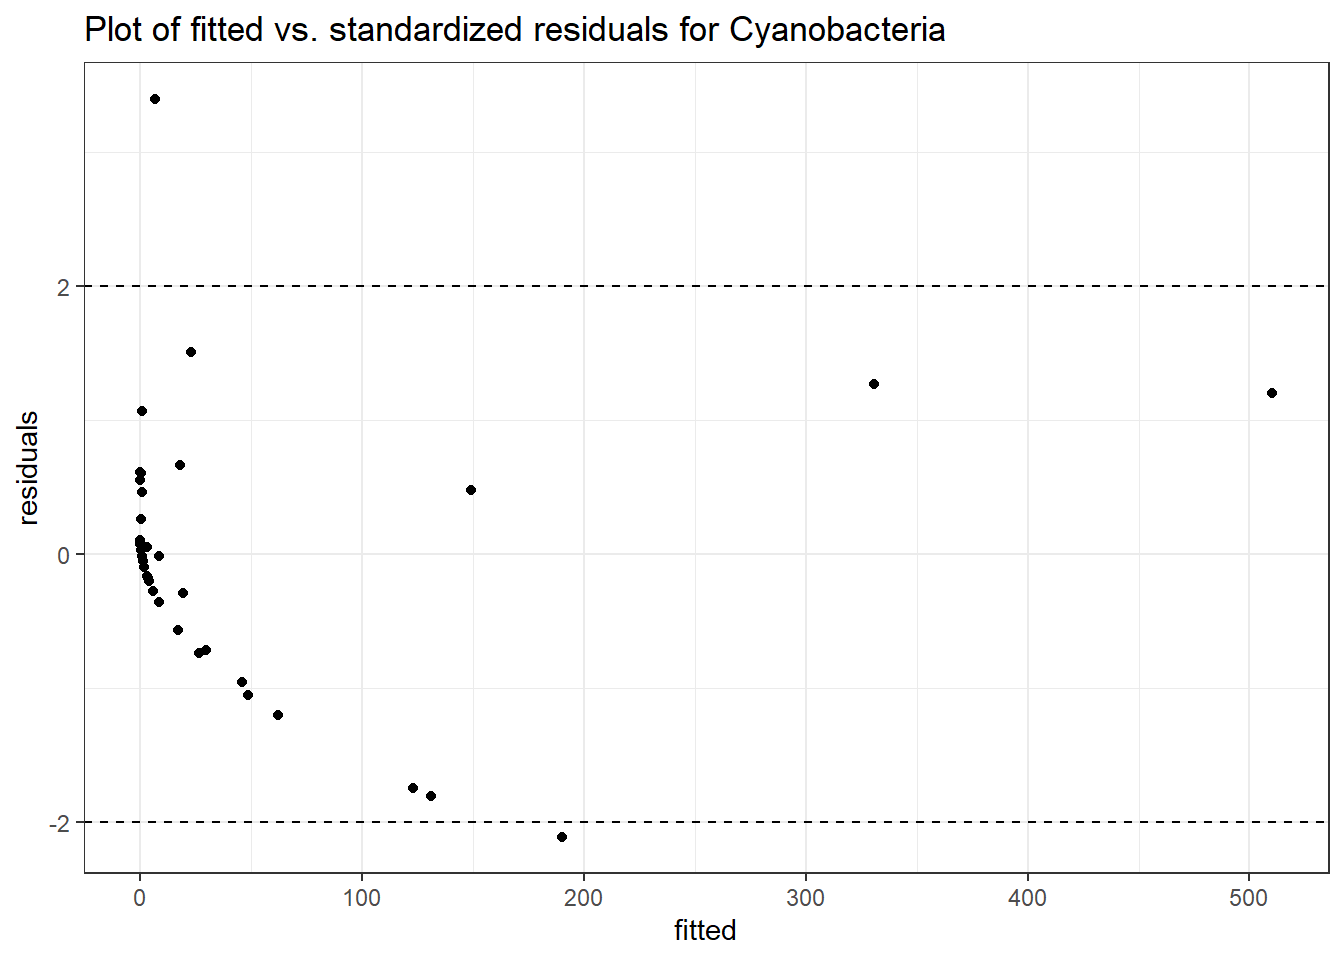 Plot of fitted vs. standardized residuals for Cyanobacteria
residuals
2
0
-2
0 100 200 300 400 500
fitted